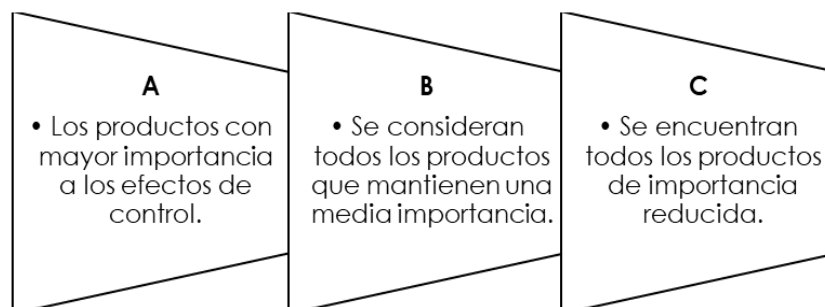 A
• Los productos con
mayor importancia
a los efectos de
control.
B
• Se consideran
todos los productos
que mantienen una
media importancia.
C
• Se encuentran
todos los productos
de importancia
reducida.